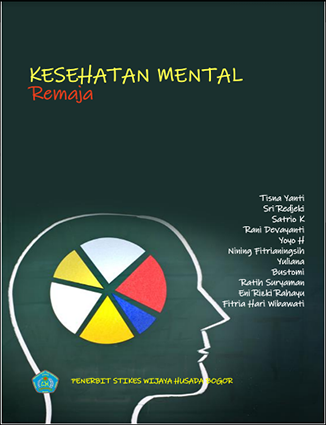 KESEHATAN MENTAL
Remaja
Tisna Yanti
Sri Redjeki
Satrio K
Rani Devayanti
Yoyo H
Nining Fitrianingsih
Yuliana
Bustomi
Ratih Suryaman
Eni Rizki Rahayu
Fitria Hari Wibawati
PENERBIT STIKES WIJAYA HUSADA BOGOR